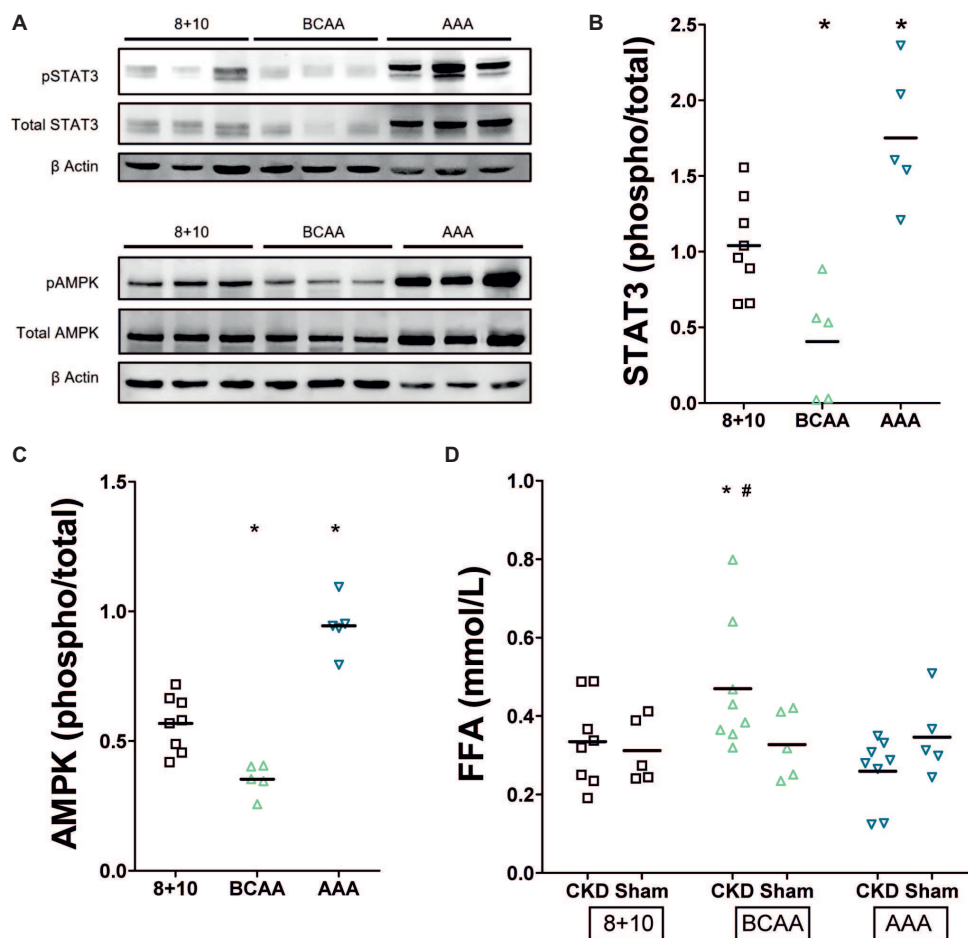 A
8+10 BCAA AAA
pSTAT3
Total STAT3
β Actin
8+10 BCAA AAA
pAMPK
Total AMPK
β Actin
B
STAT3 (phospho/total)
2.5
2.0
1.5
1.0
0.5
0.0
* *
8+10 BCAA AAA
C
AMPK (phospho/total)
1.5
1.0
0.5
0.0
* *
8+10 BCAA AAA
D
FFA (mmol/L)
1.0
0.8
0.6
0.4
0.2
0.0
* #
CKD Sham CKD Sham CKD Sham
8+10 BCAA AAA